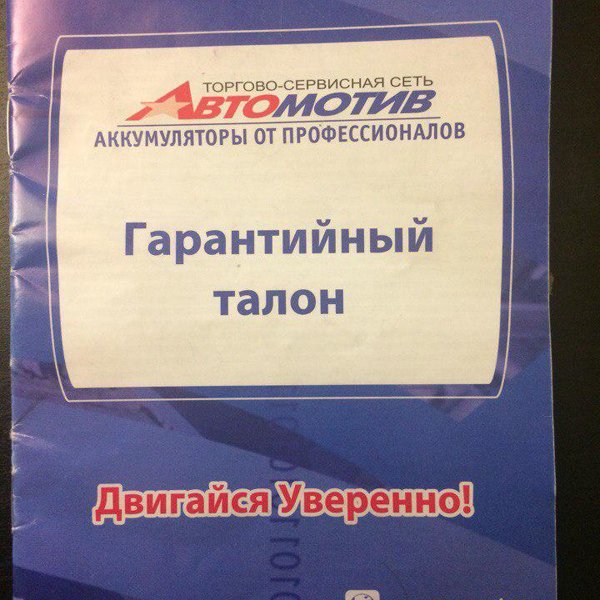 ТОРГОВО-СЕРВИСНАЯ СЕТЬ
АВТОМОТИВ
АККУМУЛЯТОРЫ ОТ ПРОФЕССИОНАЛОВ
Гарантийный
талон
Двигайся Уверенно!